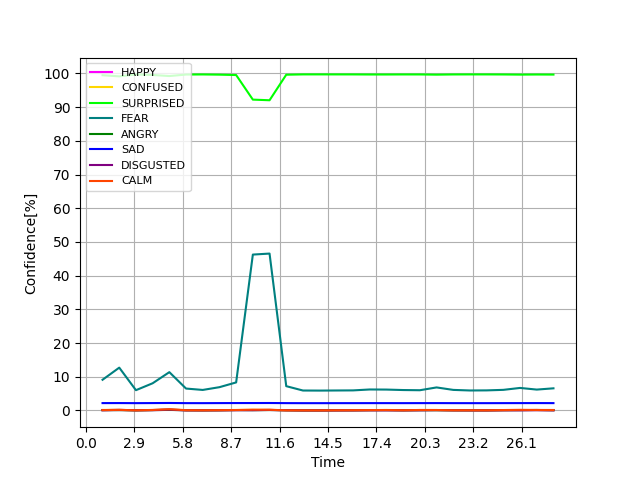 100
90
80
70
60
50
40
30
20
10
0
Confidence[%]
HAPPY
CONFUSED
SURPRISED
FEAR
ANGRY
SAD
DISGUSTED
CALM
0.0 2.9 5.8 8.7 11.6 14.5 17.4 20.3 23.2 26.1
Time